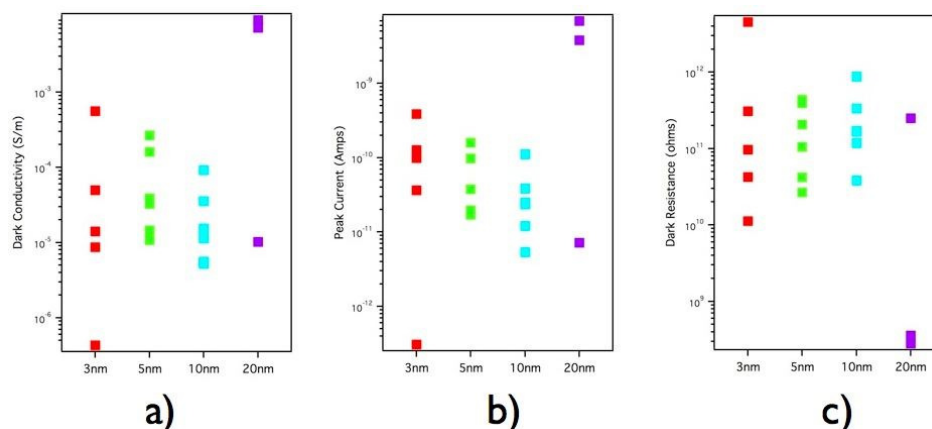 Dark Conductivity (S/m)
10-3
10-4
10-5
10-6
3nm 5nm 10nm 20nm
a)
Peak Current (Amps)
10-9
10-10
10-11
10-12
3nm 5nm 10nm 20nm
b)
Dark Resistance (ohms)
1012
1011
1010
109
3nm 5nm 10nm 20nm
c)